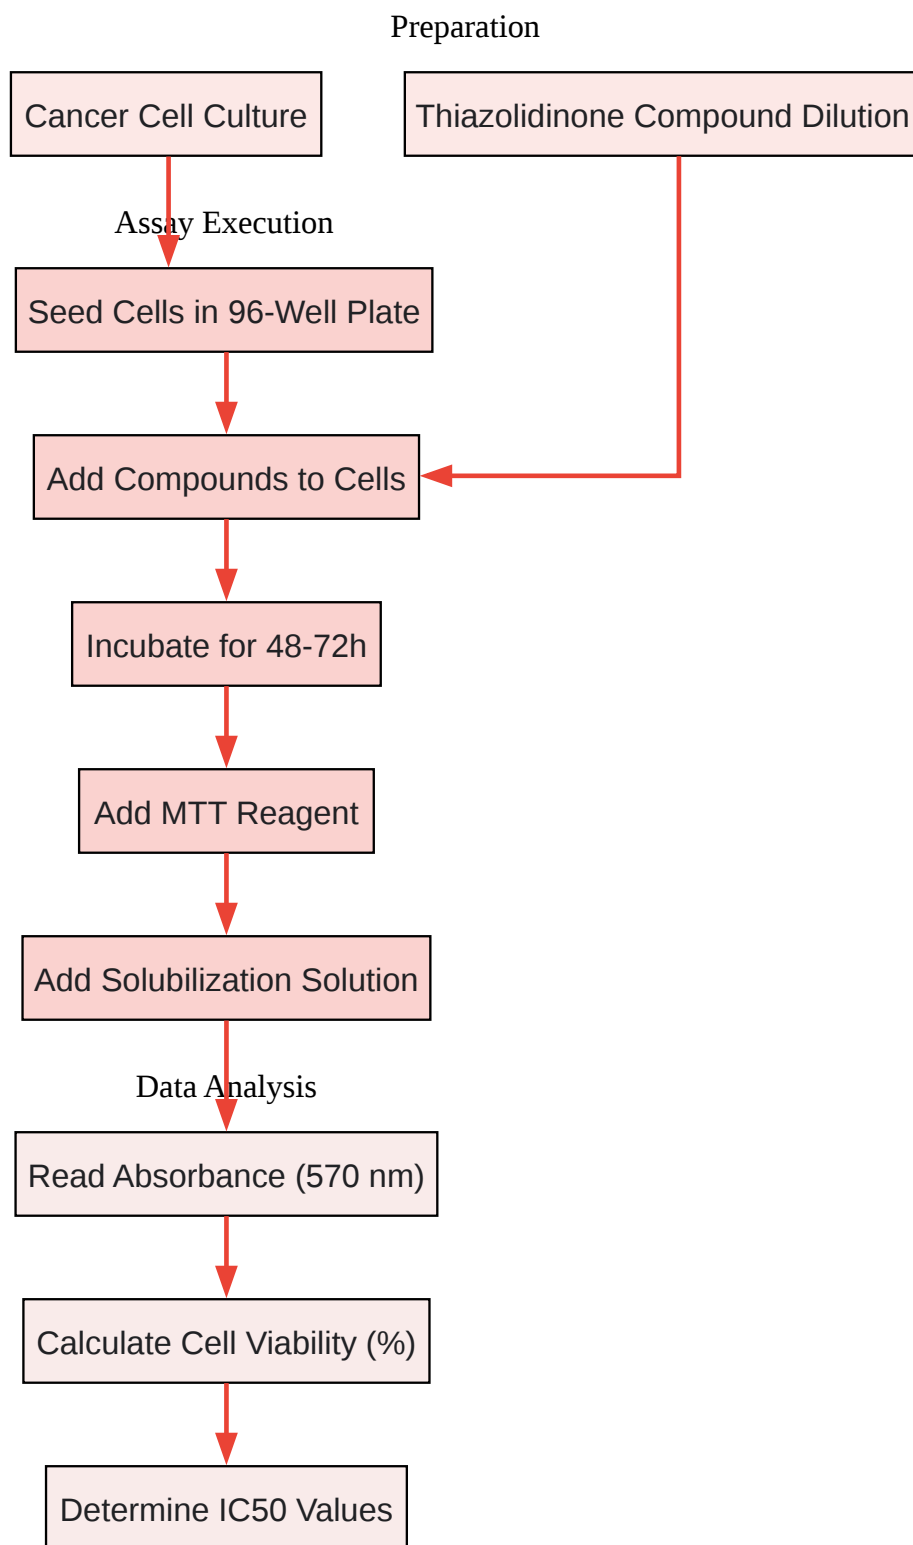 Preparation
Cancer Cell Culture
Thiazolidinone Compound Dilution
Assay Execution
Seed Cells in 96-Well Plate
Add Compounds to Cells
Incubate for 48-72h
Add MTT Reagent
Add Solubilization Solution
Data Analysis
Read Absorbance (570 nm)
Calculate Cell Viability (%)
Determine IC50 Values